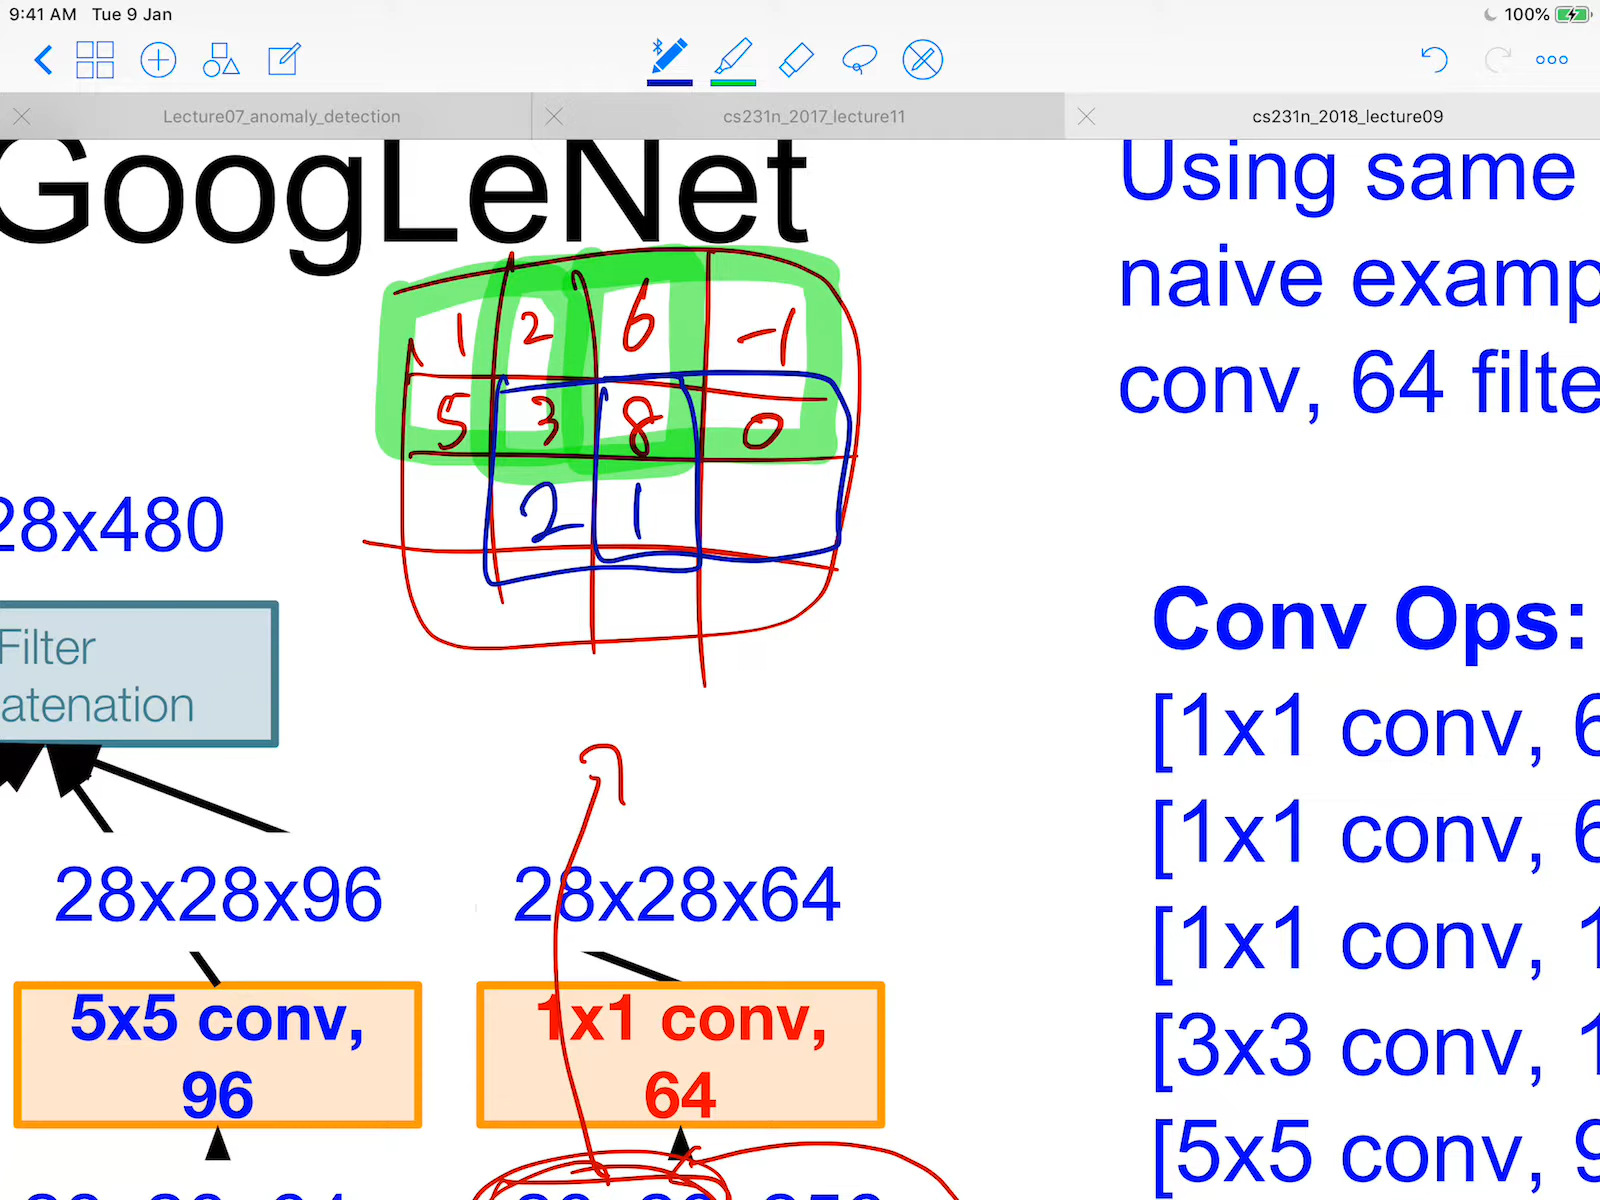 9:41 AM Tue 9 Jan
100%
Lecture07_anomaly_detection
cs231n_2017_lecture11
cs231n_2018_lecture09
GoogLeNet
Using same
naive examp
conv, 64 filte
1 2 6 -1
5 3 8 0
2 1
28x480
Filter
atenation
Conv Ops:
[1x1 conv, 6
[1x1 conv, 6
[1x1 conv, 1
[3x3 conv, 1
[5x5 conv, 9
28x28x96
28x28x64
5x5 conv,
96
1x1 conv,
64